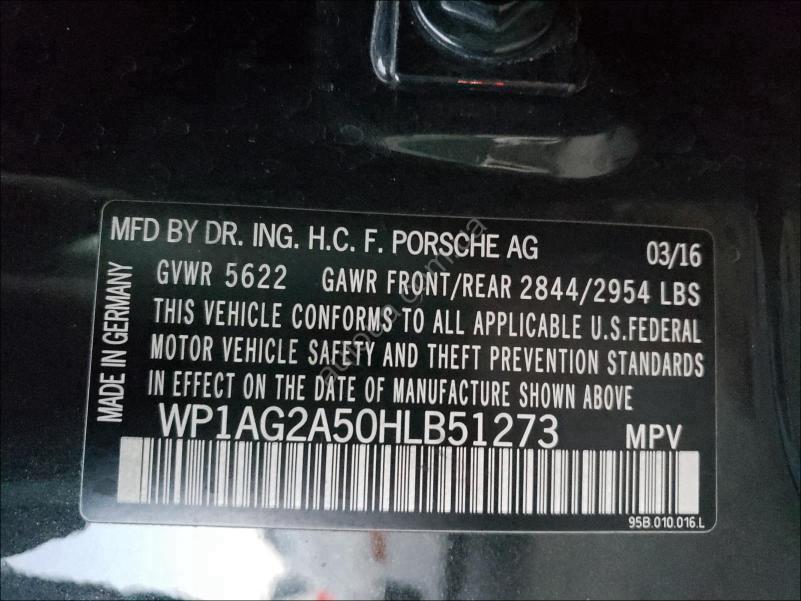 MFD BY DR. ING. H.C. F. PORSCHE AG 03/16
GVWR 5622 GAWR FRONT/REAR 2844/2954 LBS
THIS VEHICLE CONFORMS TO ALL APPLICABLE U.S.FEDERAL
MOTOR VEHICLE SAFETY AND THEFT PREVENTION STANDARDS
IN EFFECT ON THE DATE OF MANUFACTURE SHOWN ABOVE
MADE IN GERMANY
WP1AG2A50HLB51273 MPV
95B.010.016.L